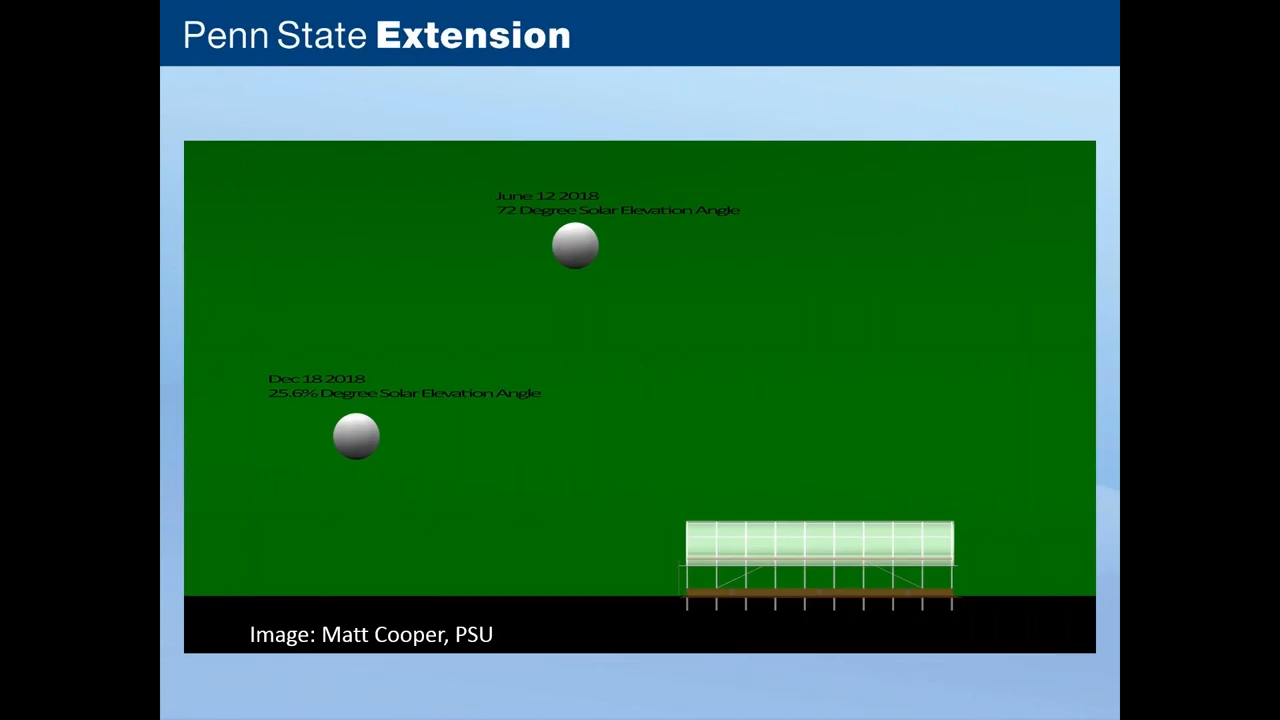 Penn State Extension
June 12 2018
72 Degree Solar Elevation Angle
Dec 18 2018
25.6% Degree Solar Elevation Angle
Image: Matt Cooper, PSU